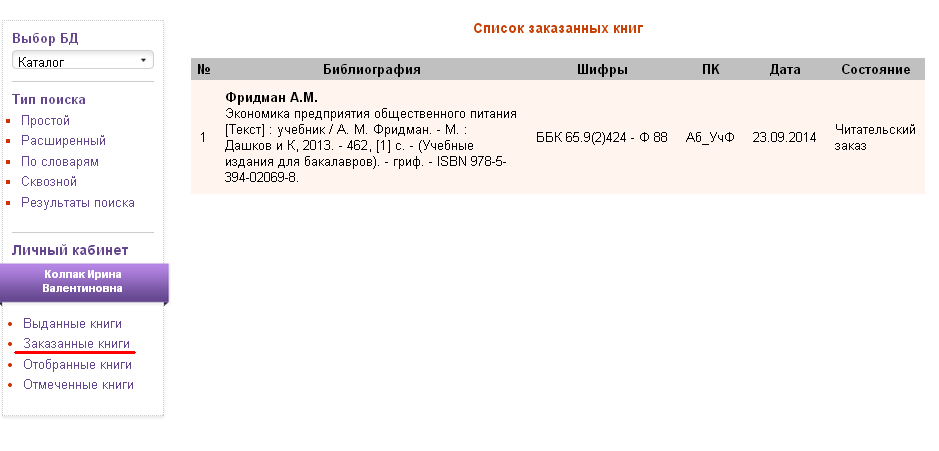 Выбор БД
Каталог
Тип поиска
Простой
Расширенный
По словарям
Сквозной
Результаты поиска
Личный кабинет
Колпак Ирина
Валентиновна
Выданные книги
Заказанные книги
Отобранные книги
Отмеченные книги
Список заказанных книг
№ Библиография Шифры ПК Дата Состояние
Фридман А.М.
Экономика предприятия общественного питания
[Текст] : учебник / А. М. Фридман. - М. :
Дашков и К, 2013. - 462, [1] с. - (Учебные
издания для бакалавров). - гриф. - ISBN 978-5-
394-02069-8.
1
ББК 65.9(2)424 - Ф 88
Аб_УчФ
23.09.2014
Читательский
заказ